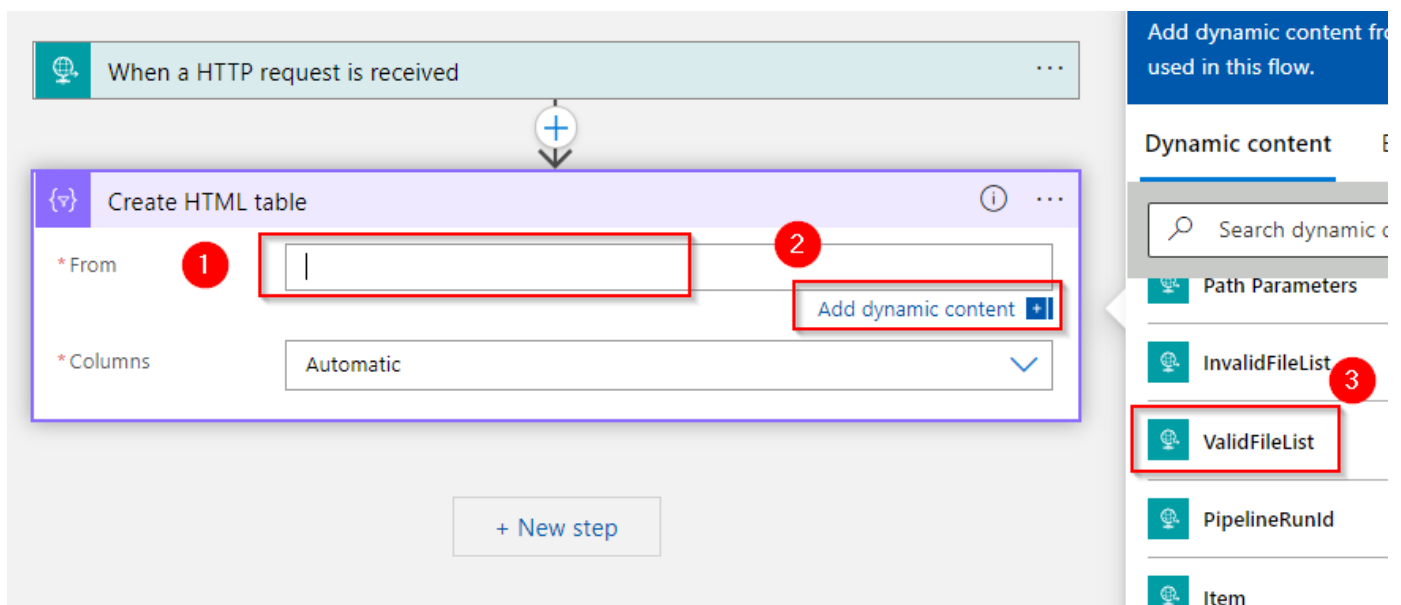 When a HTTP request is received
Create HTML table
* From
1
2
Add dynamic content
* Columns
Automatic
+ New step
Add dynamic content
used in this flow.
Dynamic content
Search dynamic
Path Parameters
InvalidFileList
3
ValidFileList
PipelineRunId
Item